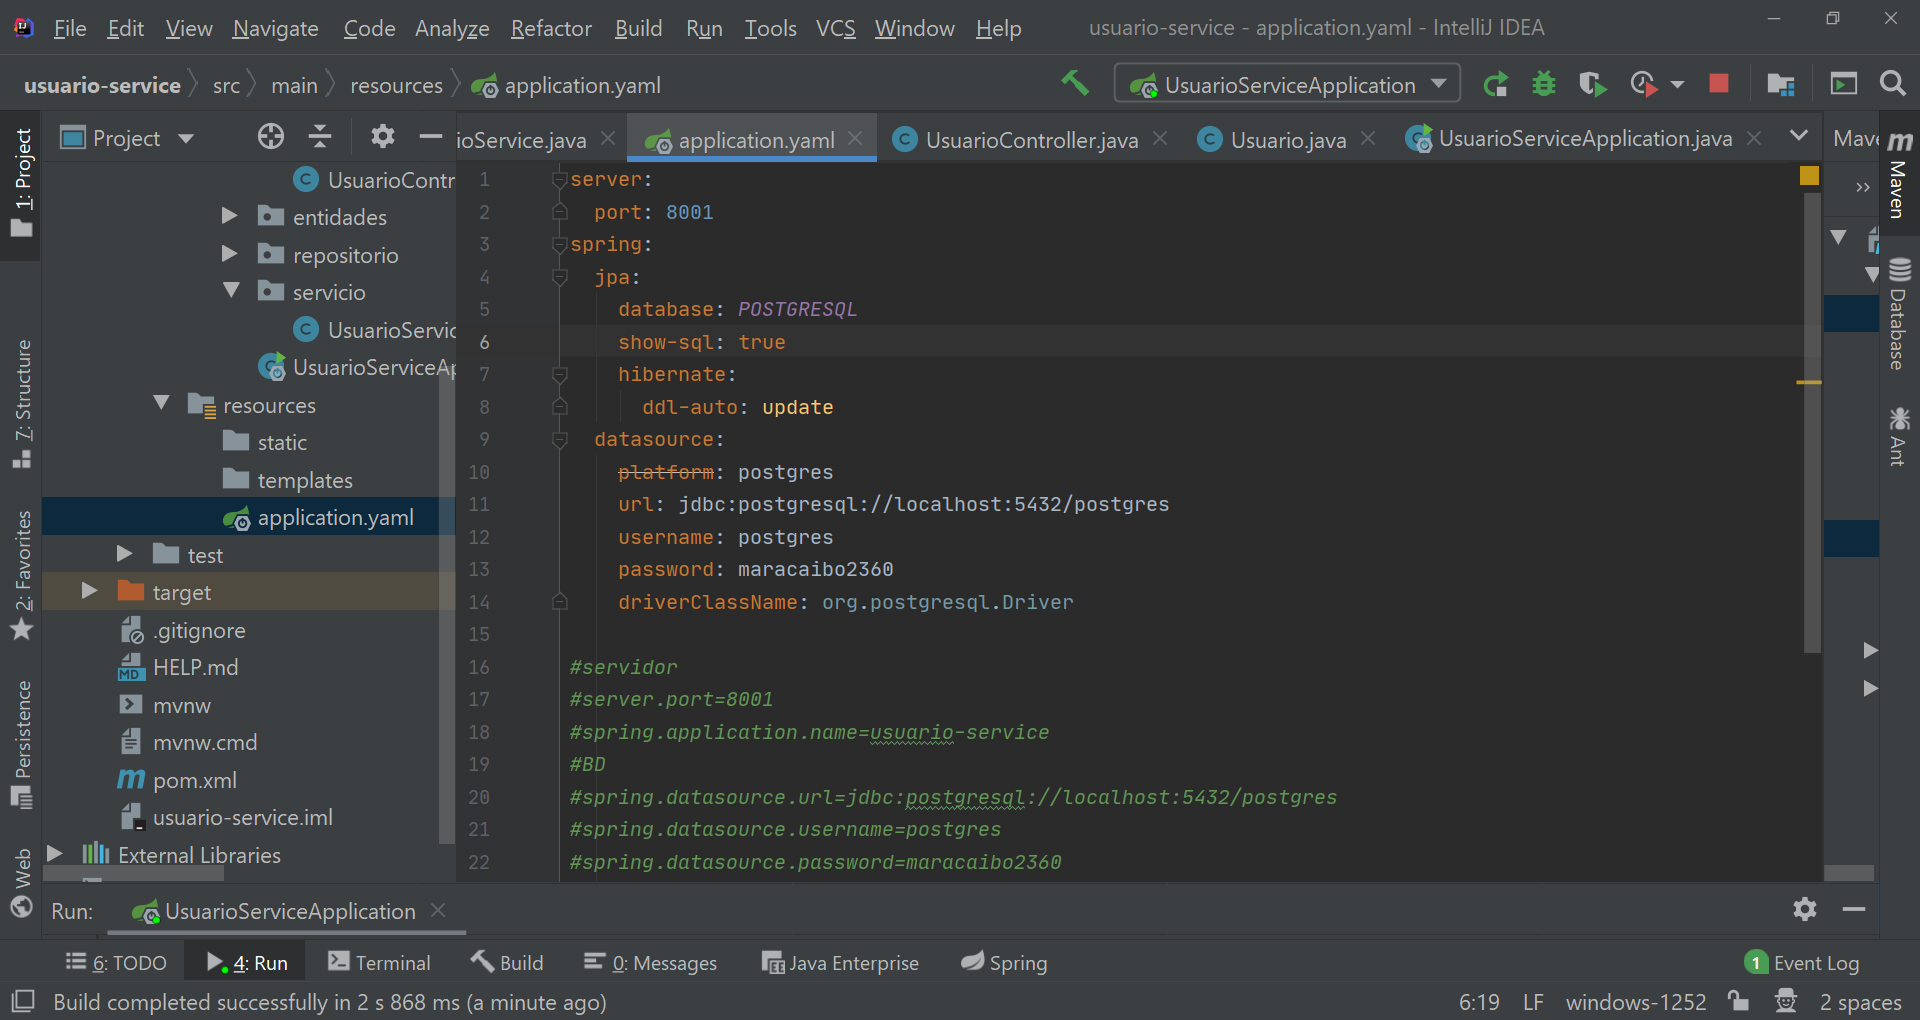 File Edit View Navigate Code Analyze Refactor Build Run Tools VCS Window Help usuario-service - application.yaml - IntelliJ IDEA
usuario-service src main resources application.yaml UsuarioServiceApplication
1: Project
7: Structure
2: Favorites
Persistence
Web
Project
UsuarioContr
entidades
repositorio
servicio
UsuarioServic
UsuarioServiceAp
resources
static
templates
application.yaml
test
target
.gitignore
HELP.md
mvnw
mvnw.cmd
pom.xml
usuario-service.iml
External Libraries
ioService.java application.yaml UsuarioController.java Usuario.java UsuarioServiceApplication.java
1 server:
2 port: 8001
3 spring:
4 jpa:
5 database: POSTGRESQL
6 show-sql: true
7 hibernate:
8 ddl-auto: update
9 datasource:
10 platform: postgres
11 url: jdbc:postgresql://localhost:5432/postgres
12 username: postgres
13 password: maracaibo2360
14 driverClassName: org.postgresql.Driver
15
16 #servidor
17 #server.port=8001
18 #spring.application.name=usuario-service
19 #BD
20 #spring.datasource.url=jdbc:postgresql://localhost:5432/postgres
21 #spring.datasource.username=postgres
22 #spring.datasource.password=maracaibo2360
Mave
Maven
Database
Ant
Run: UsuarioServiceApplication
6: TODO 4: Run Terminal Build 0: Messages Java Enterprise Spring 1 Event Log
Build completed successfully in 2 s 868 ms (a minute ago) 6:19 LF windows-1252 2 spaces